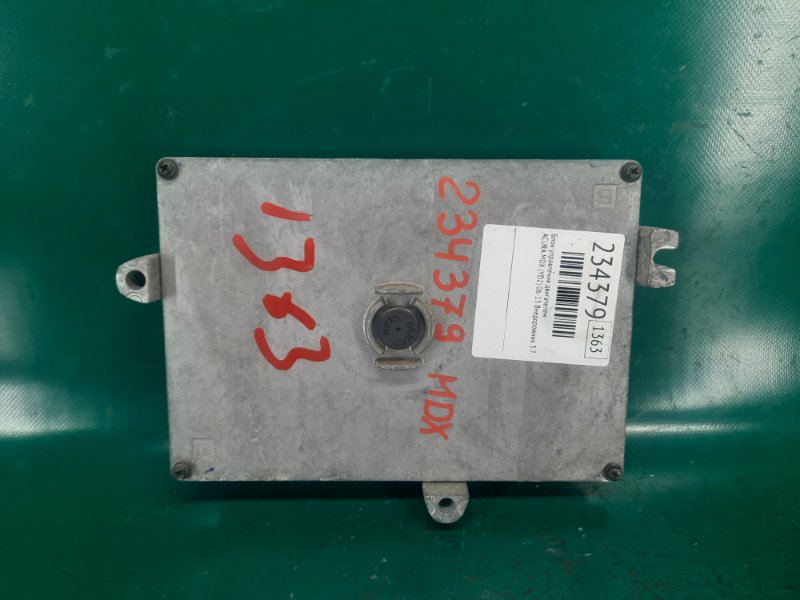 1363
234379 MDX
234379
1363
Блок управления двигателем
ACURA MDX (YD2) 06-13 Внедорожник 3.7